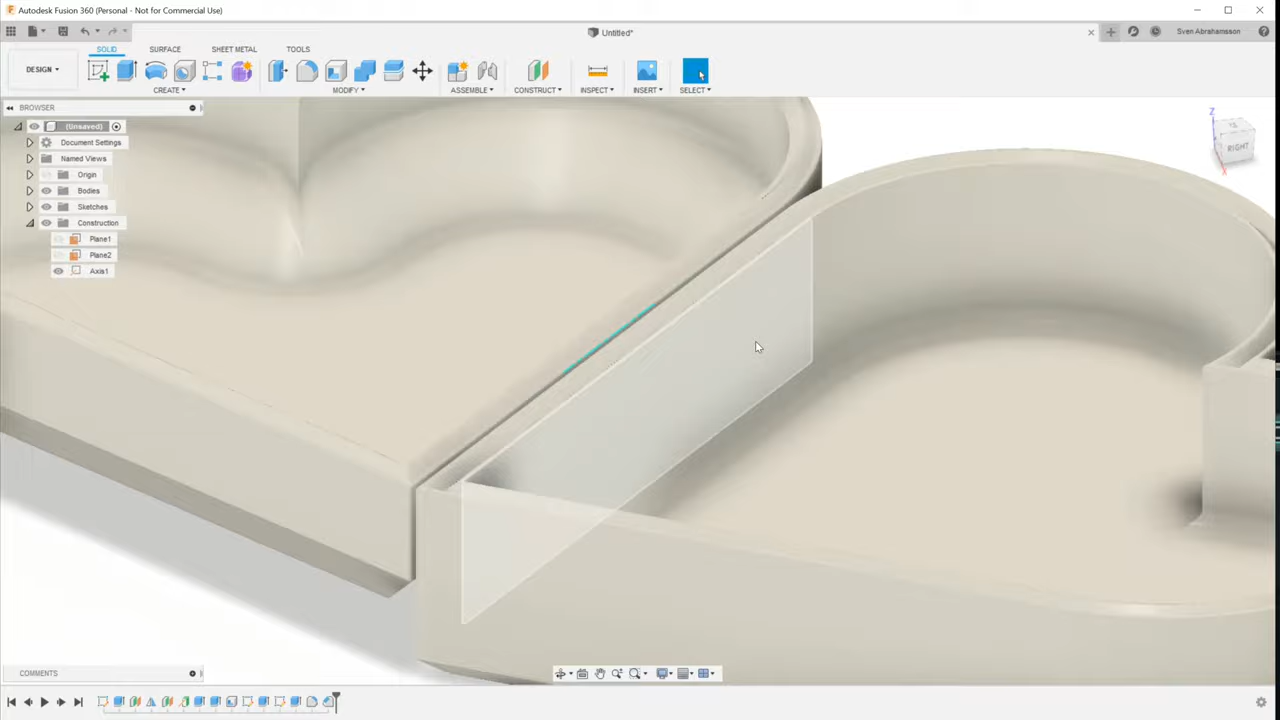 Autodesk Fusion 360 (Personal - Not for Commercial Use)
Untitled*
Sven Abrahamsson
DESIGN
SOLID
SURFACE
SHEET METAL
TOOLS
CREATE
MODIFY
ASSEMBLE
CONSTRUCT
INSPECT
INSERT
SELECT
BROWSER
(Unsaved)
Document Settings
Named Views
Origin
Bodies
Sketches
Construction
Plane1
Plane2
Axis1
Z
RIGHT
X
COMMENTS